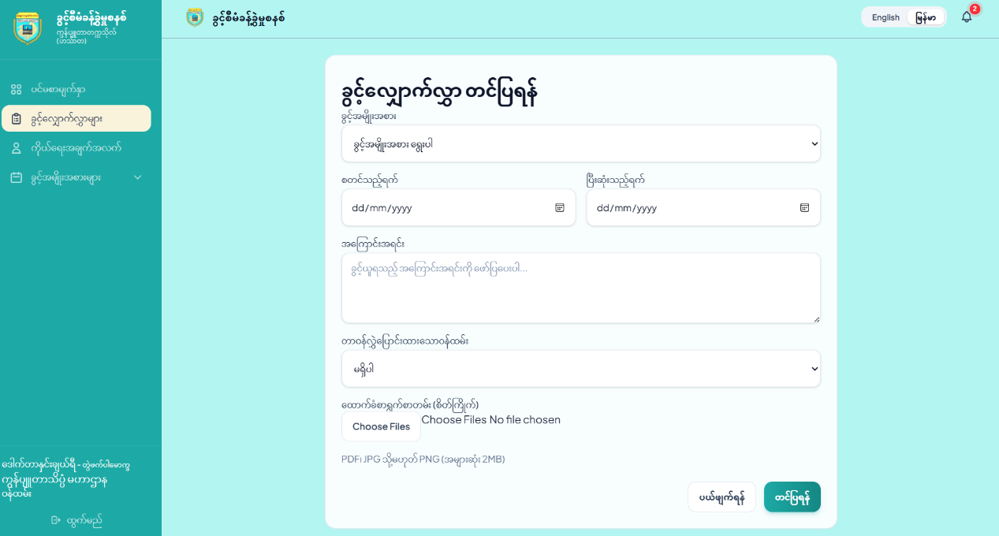 ခွင့်စီမံခန့်ခွဲမှုစနစ်
ကွန်ပျူတာတက္ကသိုလ်
(ဟင်္သာတ)
ပင်မစာမျက်နှာ
ခွင့်လျှောက်လွှာများ
ကိုယ်ရေးအချက်အလက်
ခွင့်အမျိုးအစားများ
ဒေါက်တာနှင်းချယ်ရီ - တွဲဖက်ပါမောက္ခ
ကွန်ပျူတာသိပ္ပံ မဟာဌာန
ဝန်ထမ်း
ထွက်မည်
ခွင့်စီမံခန့်ခွဲမှုစနစ်
English မြန်မာ
2
ခွင့်လျှောက်လွှာ တင်ပြရန်
ခွင့်အမျိုးအစား
ခွင့်အမျိုးအစား ရွေးပါ
စတင်သည့်ရက် ပြီးဆုံးသည့်ရက်
dd/mm/yyyy dd/mm/yyyy
အကြောင်းအရင်း
ခွင့်ယူရသည့် အကြောင်းအရင်းကို ဖော်ပြပေးပါ...
တာဝန်လွှဲပြောင်းထားသောဝန်ထမ်း
မရှိပါ
ထောက်ခံစာရွက်စာတမ်း (စိတ်ကြိုက်)
Choose Files Choose Files No file chosen
PDF၊ JPG သို့မဟုတ် PNG (အများဆုံး 2MB)
ပယ်ဖျက်ရန် တင်ပြရန်